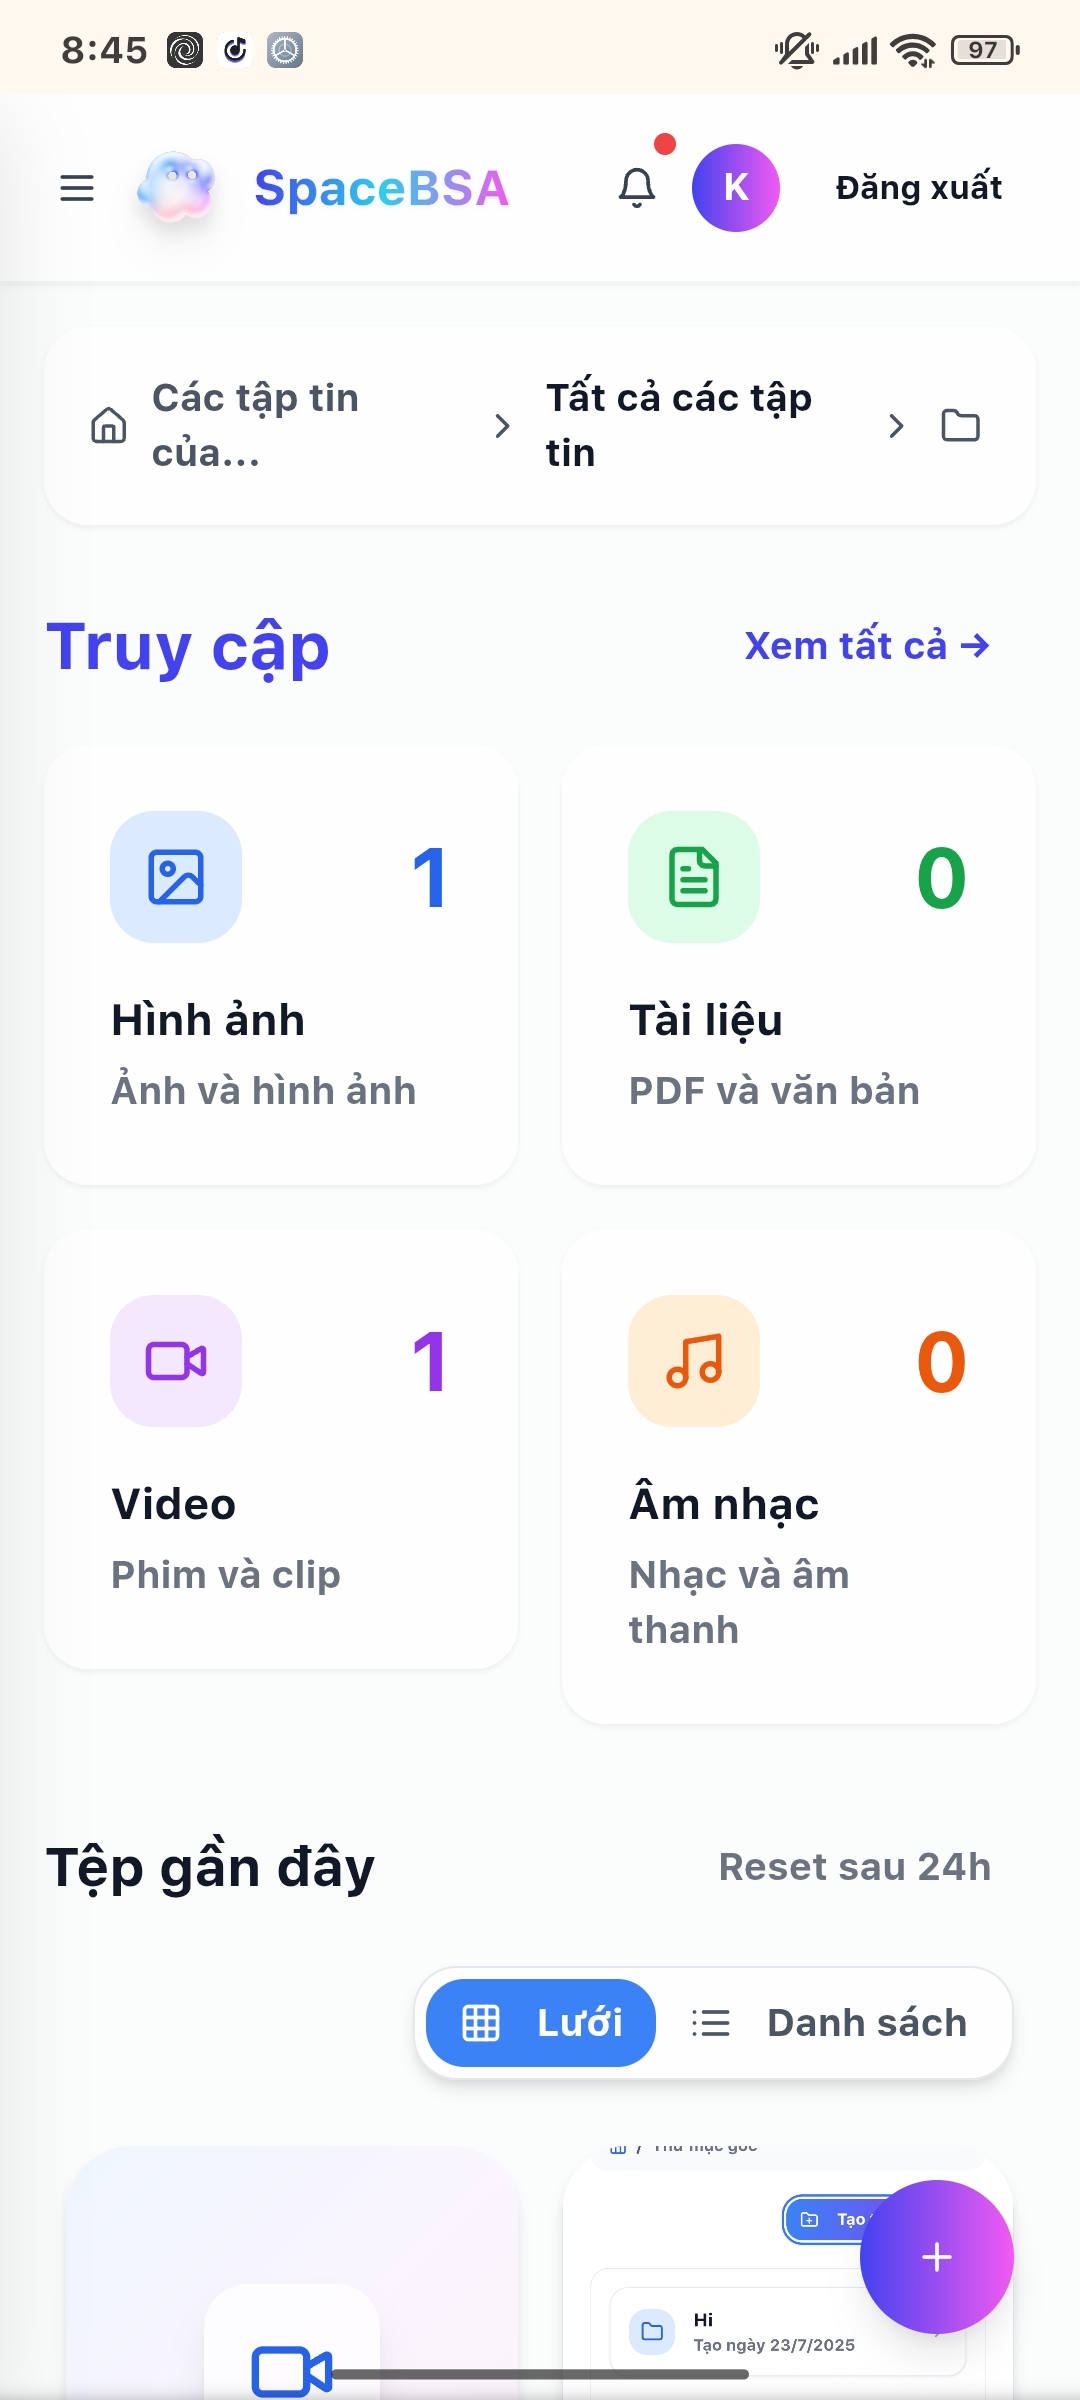 8:45
97
SpaceBSA
K
Đăng xuất
Các tập tin
của...
Tất cả các tập
tin
Truy cập
Xem tất cả →
1
0
Hình ảnh
Tài liệu
Ảnh và hình ảnh
PDF và văn bản
1
0
Video
Âm nhạc
Phim và clip
Nhạc và âm
thanh
Tệp gần đây
Reset sau 24h
Lưới
Danh sách
/ Thư mục gốc
Tạo
+
Hi
Tạo ngày 23/7/2025